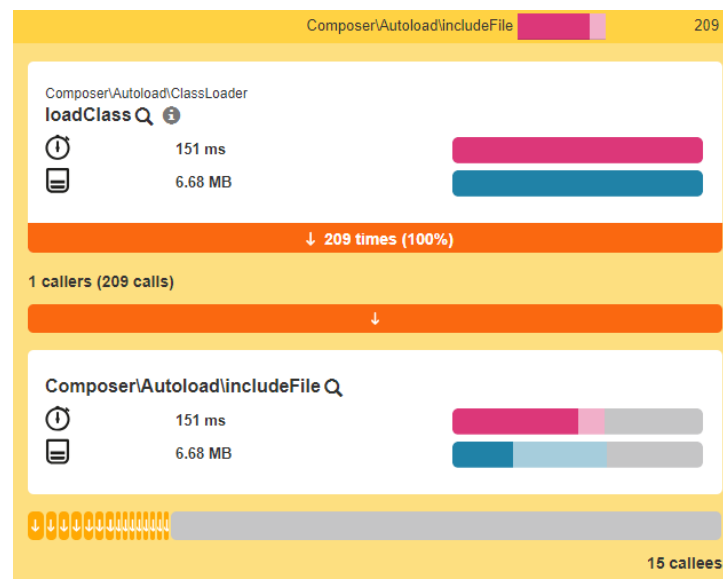 Composer\Autoload\includeFile 209
Composer\Autoload\ClassLoader
loadClass
151 ms
6.68 MB
↓ 209 times (100%)
1 callers (209 calls)
↓
Composer\Autoload\includeFile
151 ms
6.68 MB
15 callees